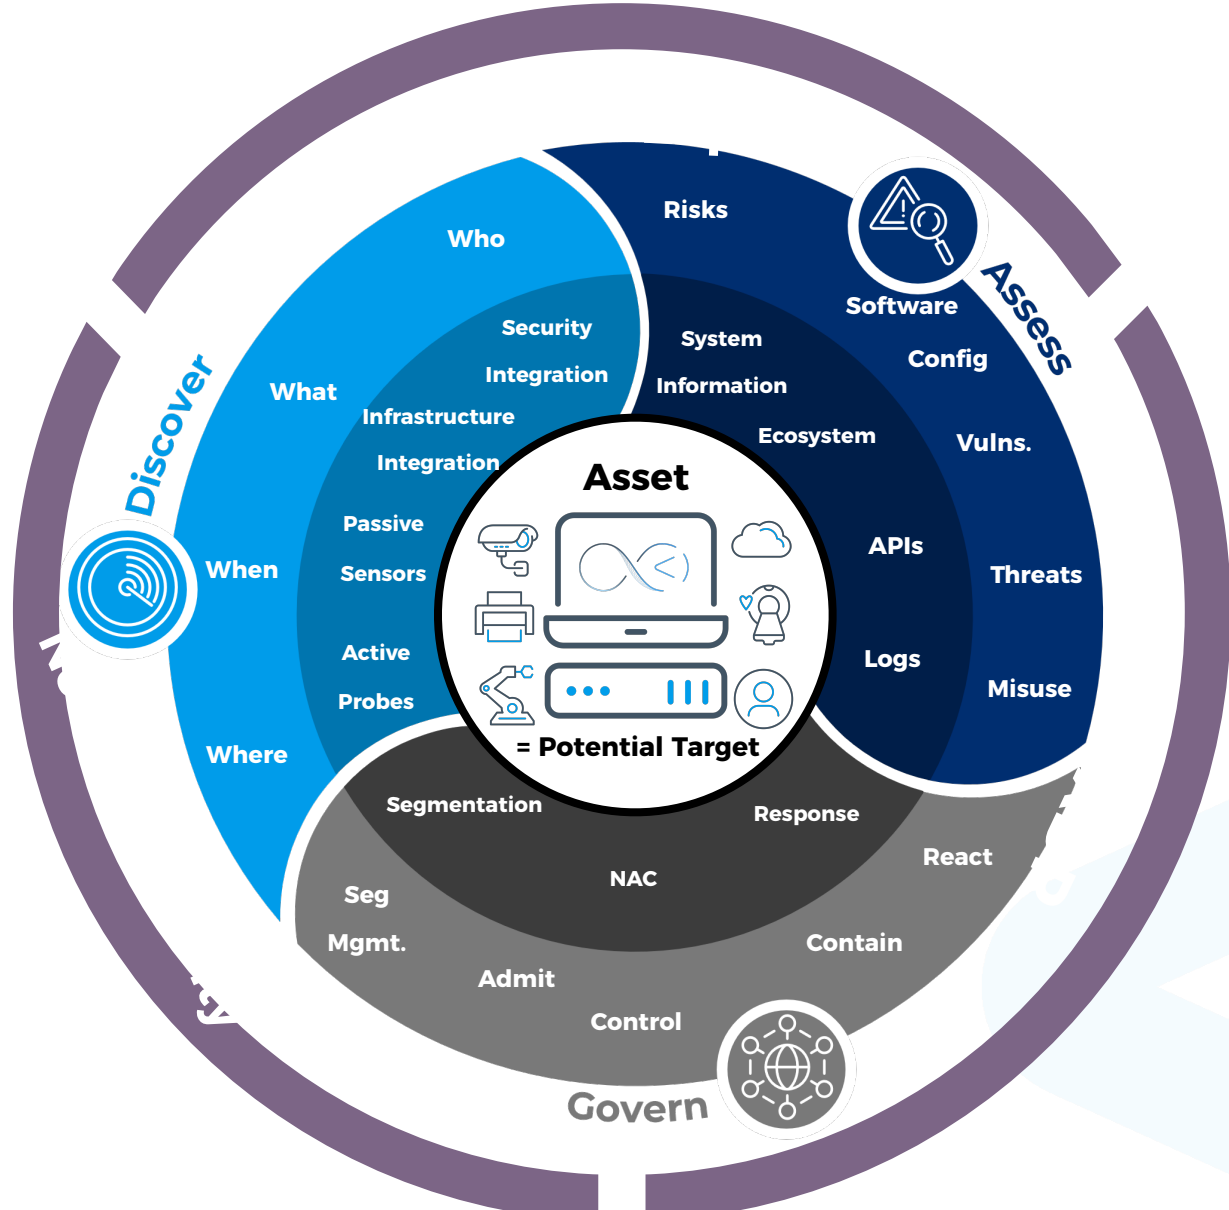 Discover
Who
What
When
Where
Security
Integration
Infrastructure
Integration
Passive
Sensors
Active
Probes
Assess
Risks
Software
Config
Vulns.
Threats
Misuse
System
Information
Ecosystem
APIs
Logs
Asset
= Potential Target
Segmentation
NAC
Response
Seg
Mgmt.
Admit
Control
Contain
React
Govern